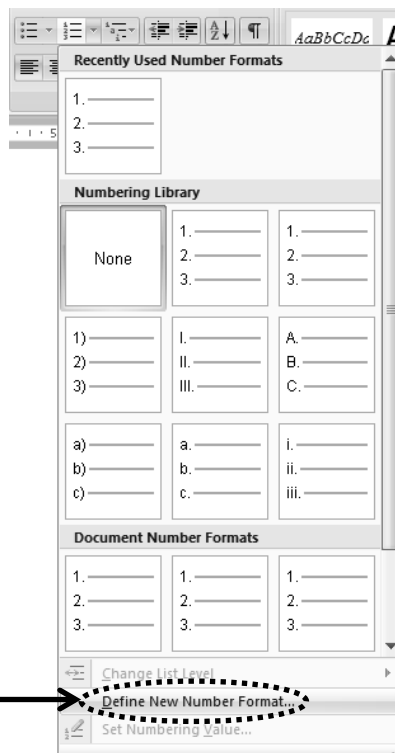 AaBbCcDc A
· 1 · 5
Recently Used Number Formats
1.
2.
3.
Numbering Library
None
1. 1.
2. 2.
3. 3.
1) I. A.
2) II. B.
3) III. C.
a) a. i.
b) b. ii.
c) c. iii.
Document Number Formats
1. 1. 1.
2. 2. 2.
3. 3. 3.
Change List Level
Define New Number Format...
Set Numbering Value...